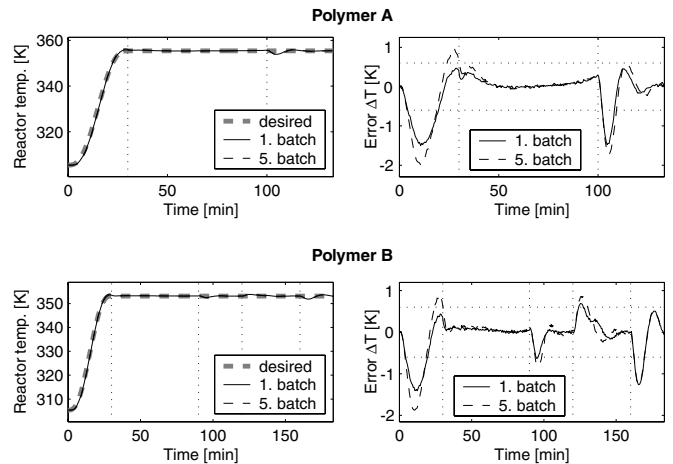 Polymer A
Reactor temp. [K]
360
340
320
0
50
100
Time [min]
desired
1. batch
5. batch
Error ΔT [K]
1
0
-1
-2
0
50
100
Time [min]
1. batch
5. batch
Polymer B
Reactor temp. [K]
350
340
330
320
310
0
50
100
150
Time [min]
desired
1. batch
5. batch
Error ΔT [K]
1
0
-1
-2
0
50
100
150
Time [min]
1. batch
5. batch